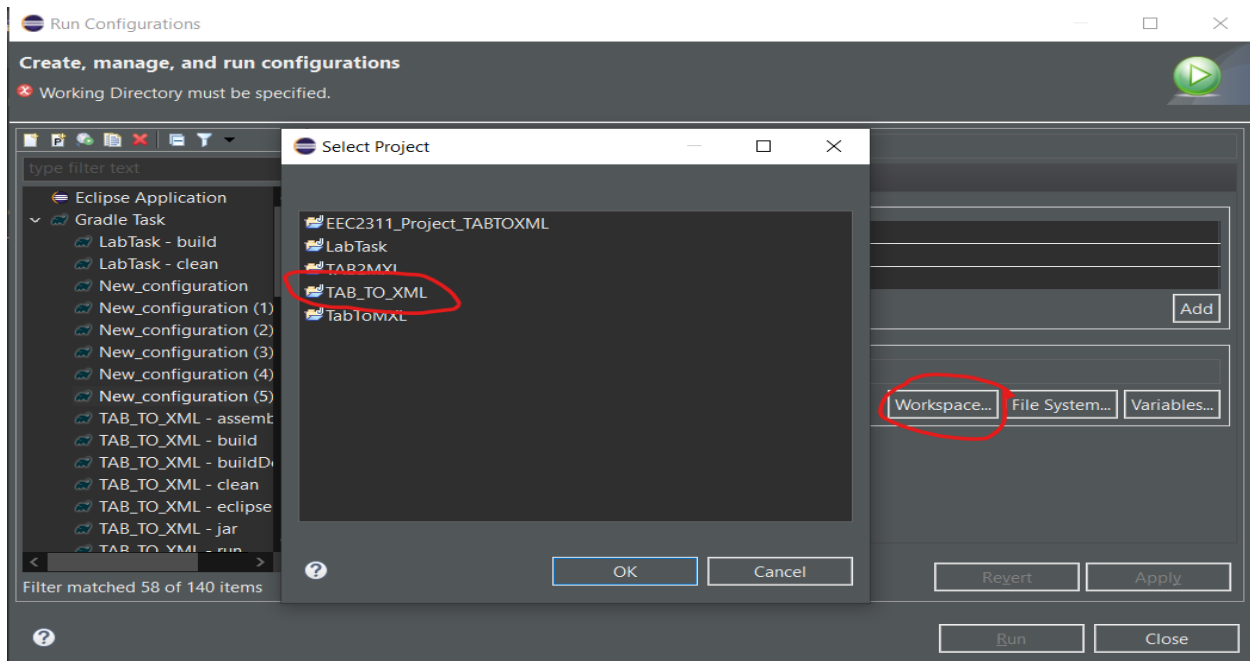 Run Configurations
Create, manage, and run configurations
Working Directory must be specified.
type filter text
Eclipse Application
Gradle Task
LabTask - build
LabTask - clean
New_configuration
New_configuration (1)
New_configuration (2)
New_configuration (3)
New_configuration (4)
New_configuration (5)
TAB_TO_XML - assemb
TAB_TO_XML - build
TAB_TO_XML - buildD
TAB_TO_XML - clean
TAB_TO_XML - eclipse
TAB_TO_XML - jar
TAB_TO_XML - run
Filter matched 58 of 140 items
Select Project
EEC2311_Project_TABTOXML
LabTask
TAB2MXL
TAB_TO_XML
TabToMXL
OK
Cancel
Add
Workspace... File System... Variables...
Revert Apply
Run Close